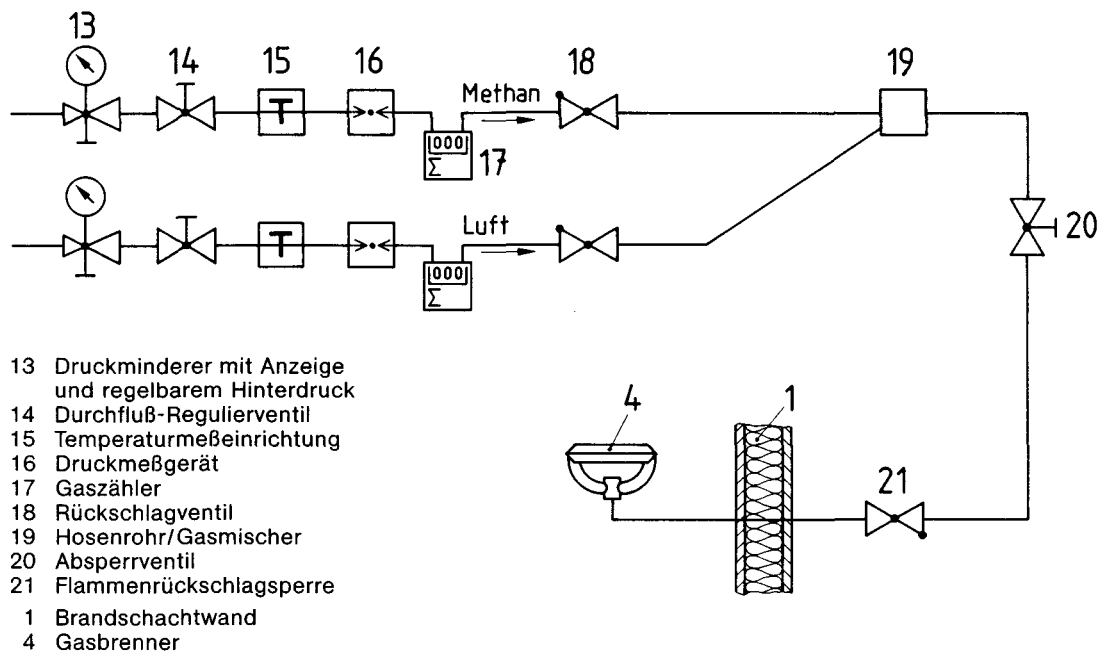 13
14
15
16
Methan
18
19
000
Σ
17
T
Luft
20
000
Σ
T
13 Druckminderer mit Anzeige
und regelbarem Hinterdruck
14 Durchfluß-Regulierventil
15 Temperaturmeßeinrichtung
16 Druckmeßgerät
17 Gaszähler
18 Rückschlagventil
19 Hosenrohr/Gasmischer
20 Absperrventil
21 Flammenrückschlagsperre
1 Brandschachtwand
4 Gasbrenner
4
1
21